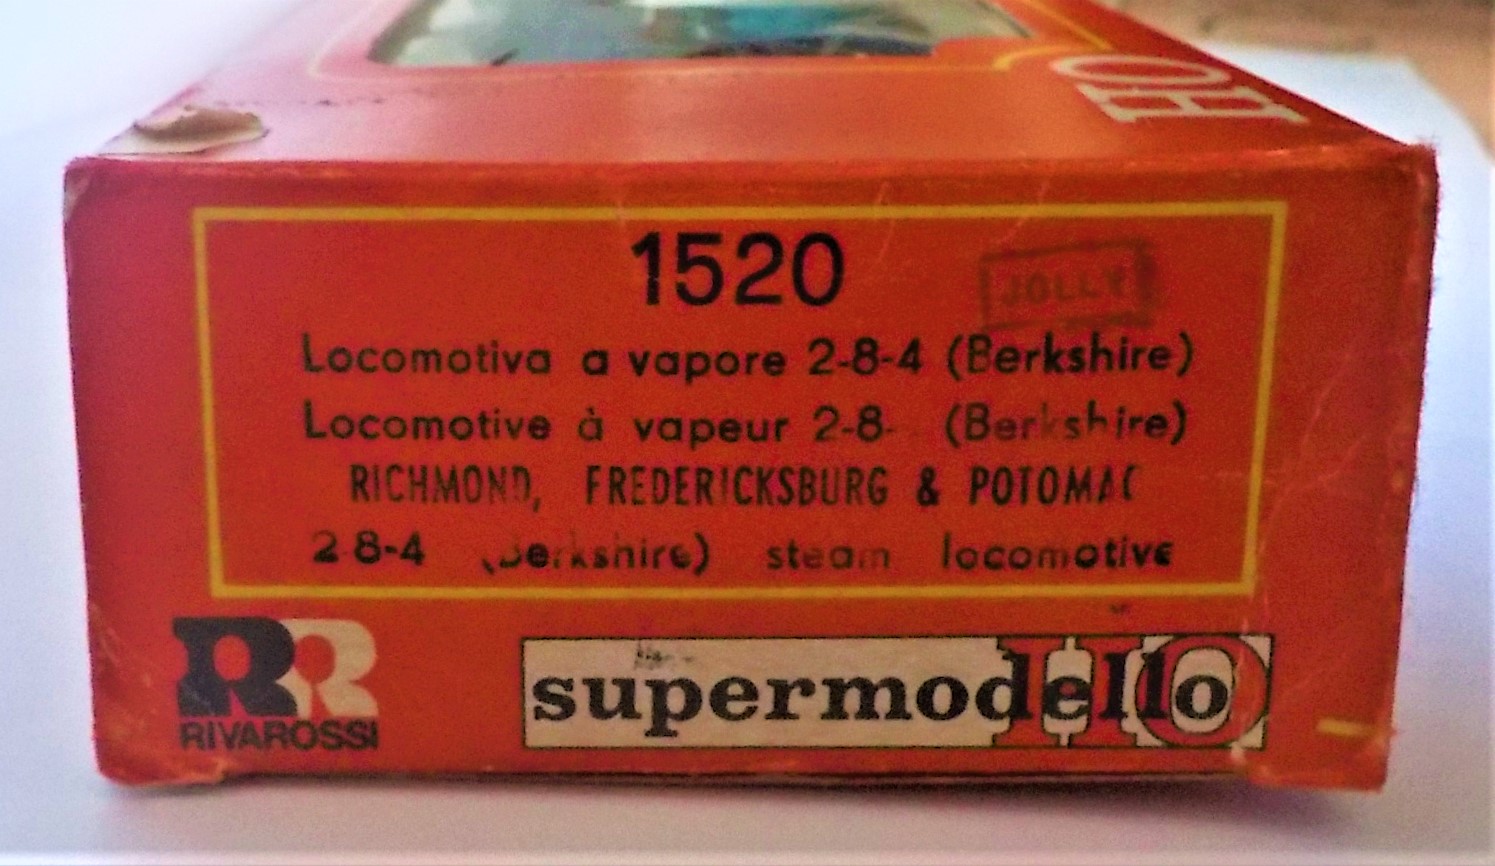 HO
1520
JOLLY
Locomotiva a vapore 2-8-4 (Berkshire)
Locomotive à vapeur 2-8- (Berkshire)
RICHMOND, FREDERICKSBURG & POTOMAC
2-8-4 (Berkshire) steam locomotive
RR
RIVAROSSI
supermodello HO